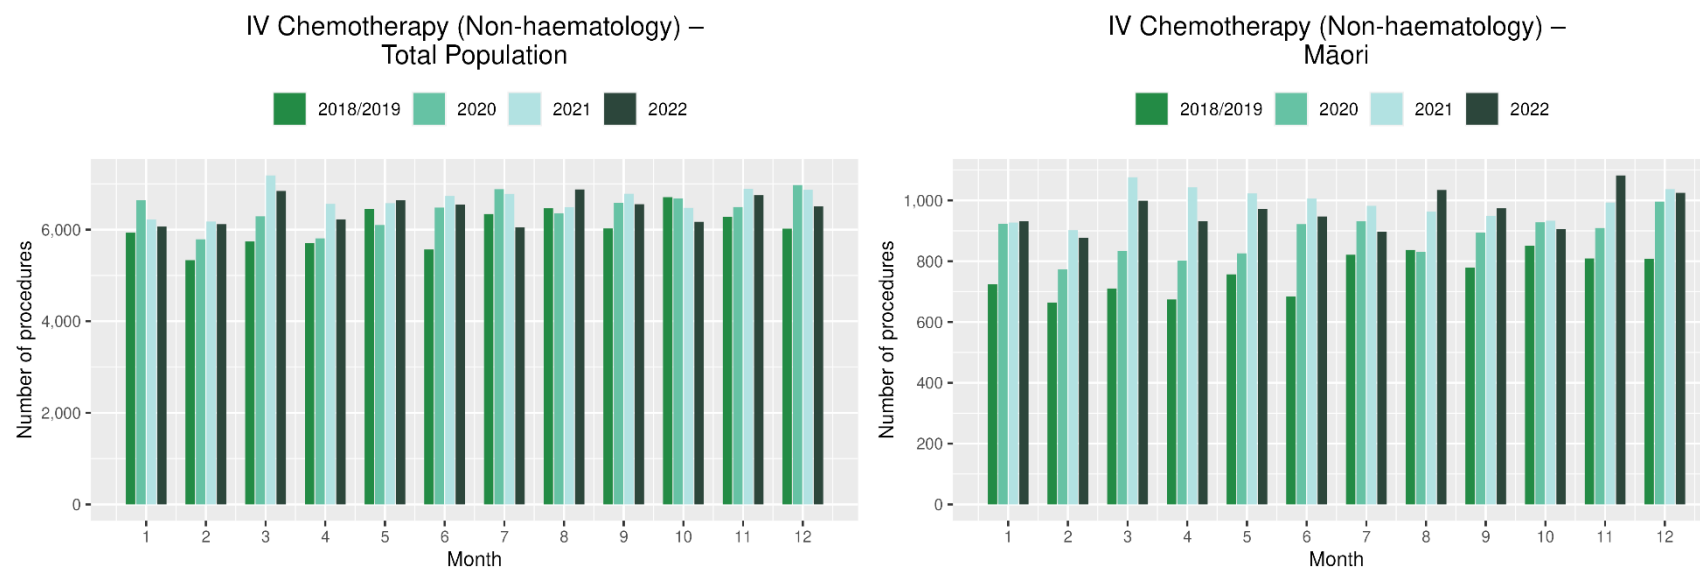 IV Chemotherapy (Non-haematology) –
Total Population
2018/2019 2020 2021 2022
Number of procedures
6,000
4,000
2,000
0
1 2 3 4 5 6 7 8 9 10 11 12
Month
IV Chemotherapy (Non-haematology) –
Māori
2018/2019 2020 2021 2022
Number of procedures
1,000
800
600
400
200
0
1 2 3 4 5 6 7 8 9 10 11 12
Month